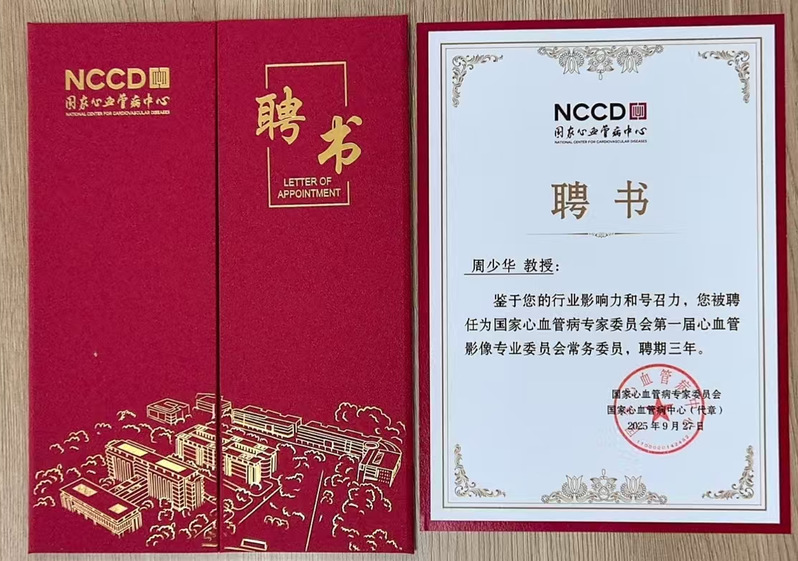 NCCD
国家心血管病中心
NATIONAL CENTER FOR CARDIOVASCULAR DISEASES
聘书
LETTER OF
APPOINTMENT
NCCD
国家心血管病中心
NATIONAL CENTER FOR CARDIOVASCULAR DISEASES
聘书
周少华 教授:
鉴于您的行业影响力和号召力，您被聘
任为国家心血管病专家委员会第一届心血管
影像专业委员会常务委员，聘期三年。
国家心血管病专家委员会
国家心血管病中心（代章）
2025年9月27日